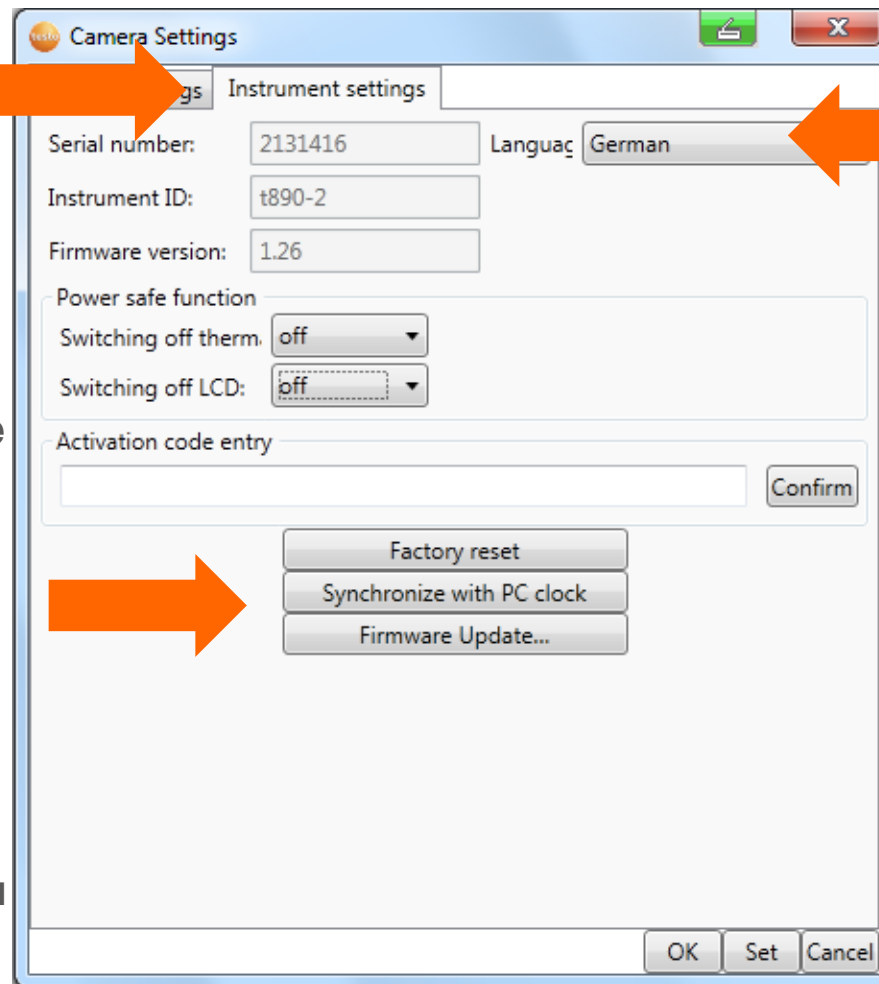 testo Camera Settings
gs Instrument settings
Serial number: 2131416 Languag German
Instrument ID: t890-2
Firmware version: 1.26
Power safe function
Switching off therm. off
Switching off LCD: off
e
Activation code entry
Confirm
Factory reset
Synchronize with PC clock
Firmware Update...
OK Set Cancel